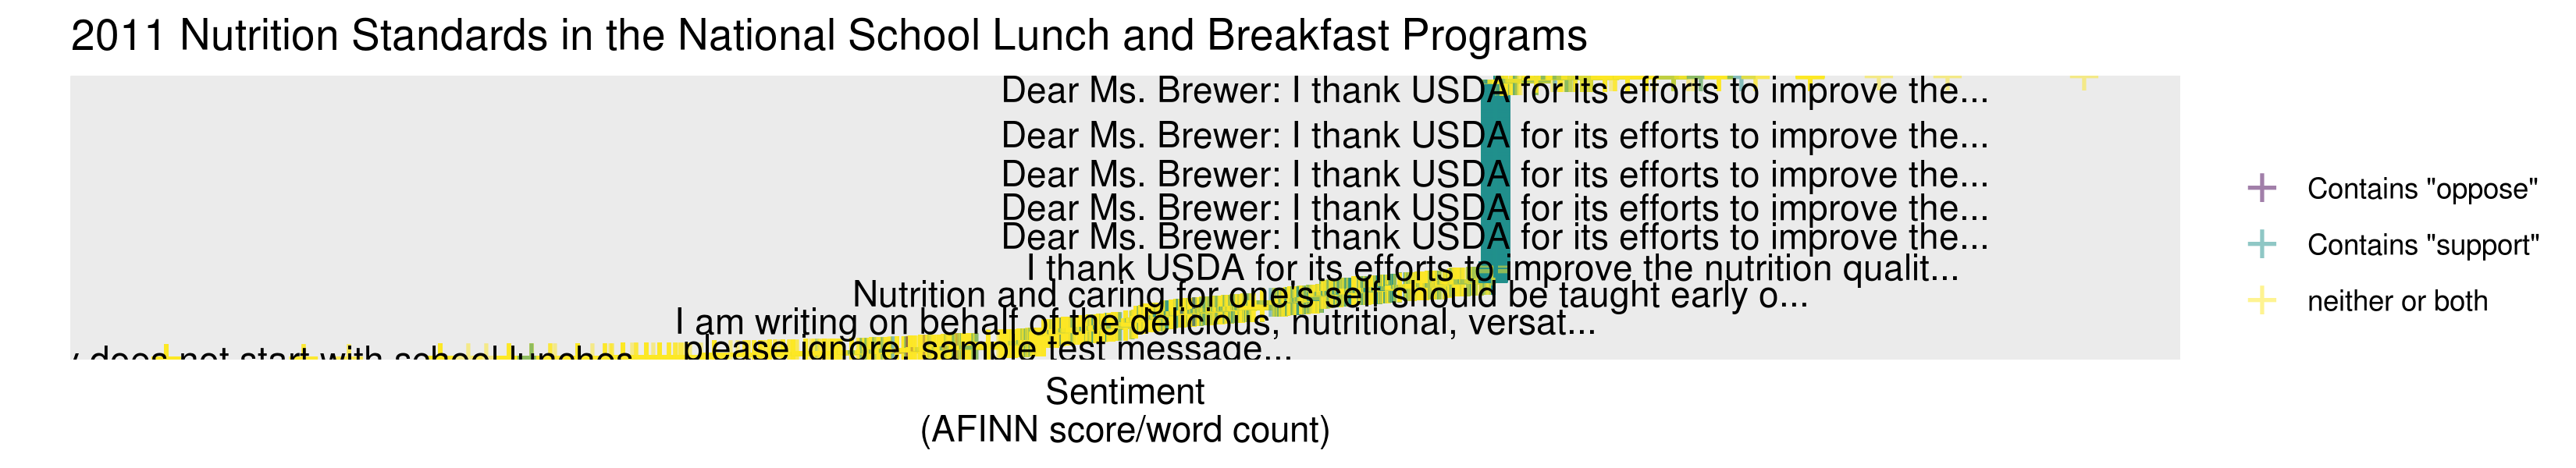 2011 Nutrition Standards in the National School Lunch and Breakfast Programs
Dear Ms. Brewer: I thank USDA for its efforts to improve the...
Dear Ms. Brewer: I thank USDA for its efforts to improve the...
Dear Ms. Brewer: I thank USDA for its efforts to improve the...
Dear Ms. Brewer: I thank USDA for its efforts to improve the...
Dear Ms. Brewer: I thank USDA for its efforts to improve the...
I thank USDA for its efforts to improve the nutrition qualit...
Nutrition and caring for one's self should be taught early o...
I am writing on behalf of the delicious, nutritional, versat...
please ignore. sample test message...
does not start with school lunches
Sentiment
(AFINN score/word count)
Contains "oppose"
Contains "support"
neither or both